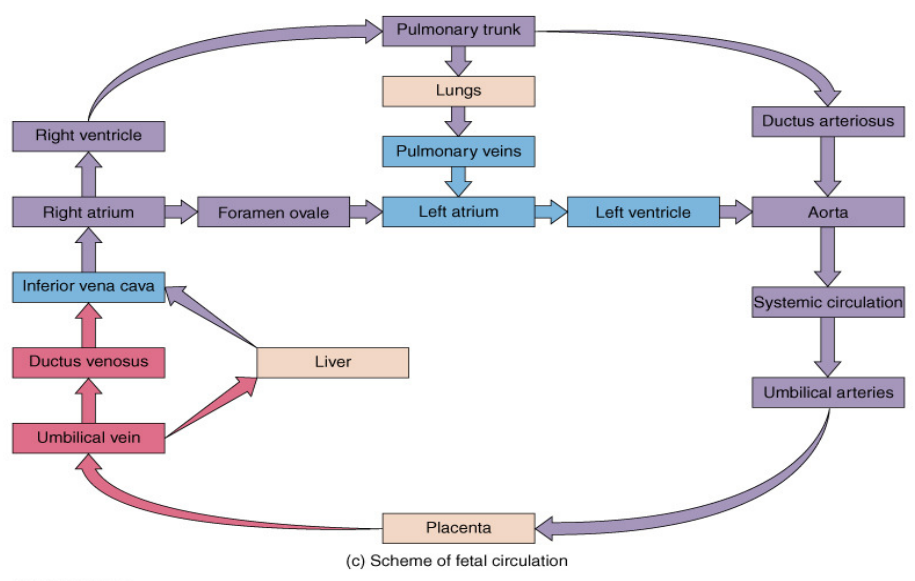 Pulmonary trunk
Lungs
Ductus arteriosus
Right ventricle
Pulmonary veins
Right atrium
Foramen ovale
Left atrium
Left ventricle
Aorta
Inferior vena cava
Systemic circulation
Ductus venosus
Liver
Umbilical arteries
Umbilical vein
Placenta
(c) Scheme of fetal circulation